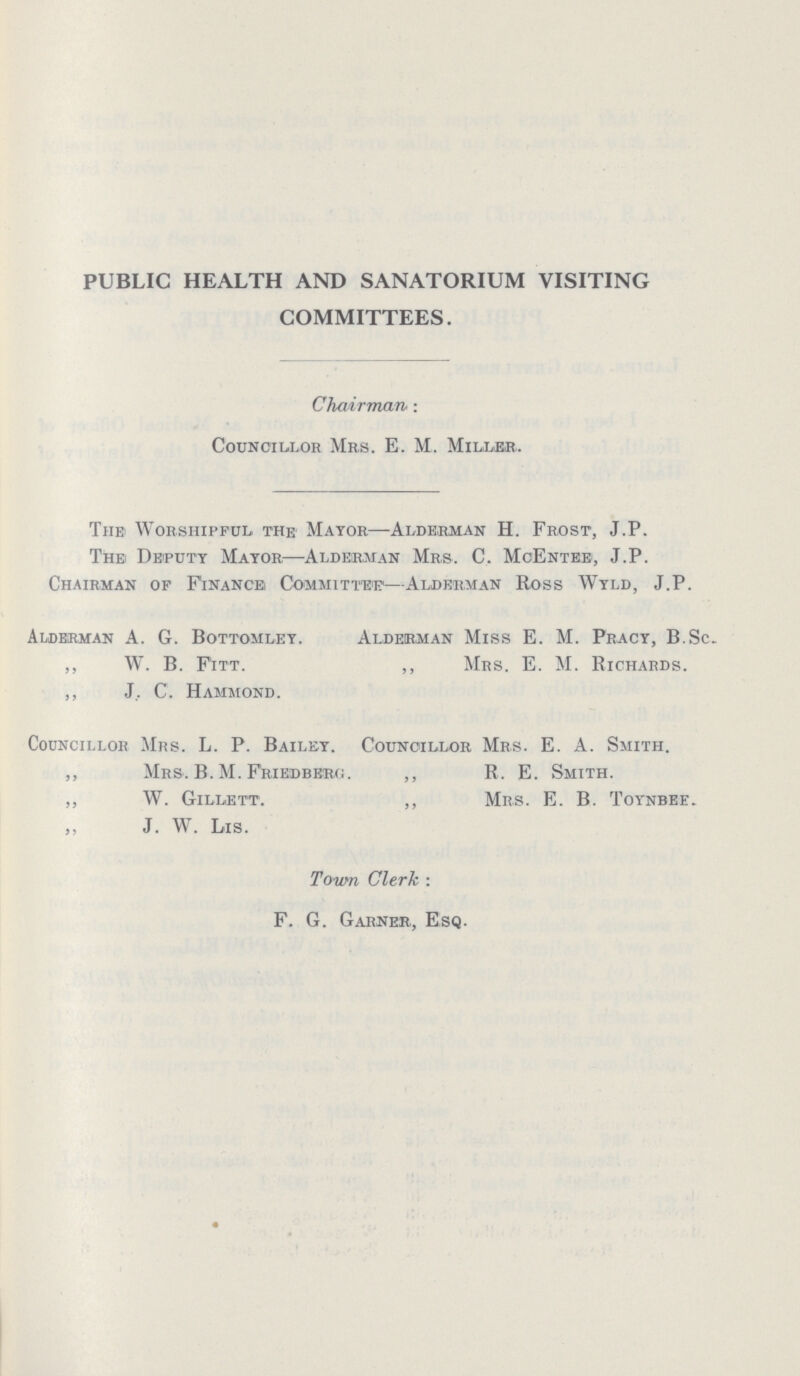 PUBLIC HEALTH AND SANATORIUM VISITING
COMMITTEES.
Chairman:
Councillor Mrs. E. M. Miller.
The Worshipful the Mayor—Alderman H. Frost, J.P.
The Deputy Mayor—Alderman Mrs. C. McEntee, J.P.
Chairman of Finance Committee—Alderman Ross Wyld, J.P.
Alderman A. G. Bottomley. Alderman Miss E. M. Pracy, B.Sc.
,, W. B. Fitt. ,, Mrs. E. M. Richards.
,, J. C. Hammond.
Councillor Mrs. L. P. Bailey. Councillor Mrs. E. A. Smith.
,, Mrs. B. M. Friedberg. ,, R. E. Smith.
,, W. Gillett. ,, Mrs. E. B. Toynbee.
,, J. W. Lis.
Town Clerk:
F. G. Garner, Esq.